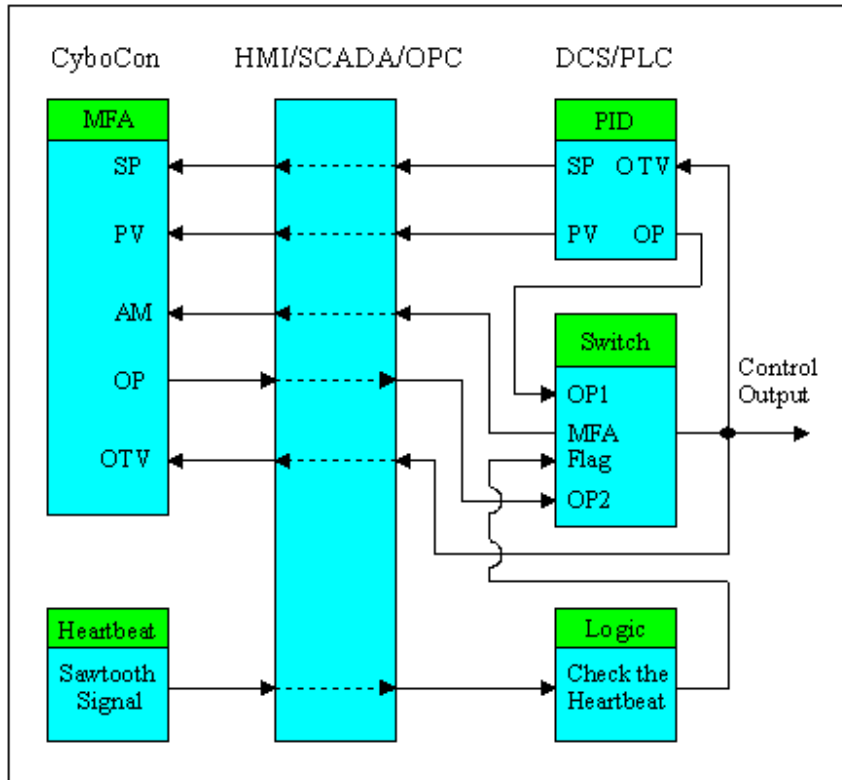 CyboCon
HMI/SCADA/OPC
DCS/PLC
MFA
SP
PV
AM
OP
OTV
PID
SP OTV
PV OP
Switch
OP1
MFA
Flag
OP2
Control
Output
Heartbeat
Sawtooth
Signal
Logic
Check the
Heartbeat